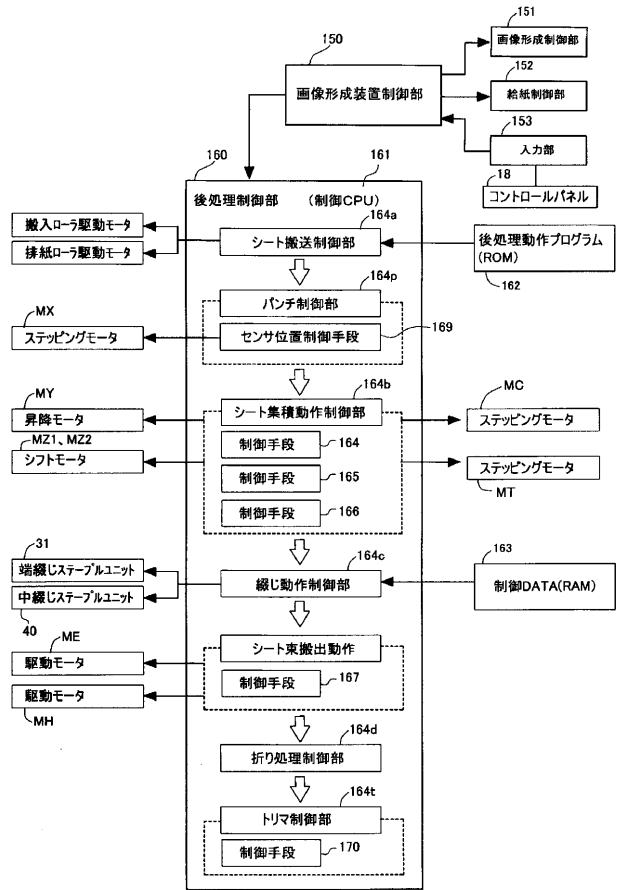 151
150
画像形成制御部
152
画像形成装置制御部
絵紙制御部
153
入力部
160
161
18
コントロールパネル
後処理制御部 (制御CPU)
164a
搬入ローラ駆動モータ
排紙ローラ駆動モータ
シート搬送制御部
後処理動作プログラム
(ROM)
162
164p
パンチ制御部
MX
169
ステッピングモータ
センサ位置制御手段
MY
164b
MC
昇降モータ
シート集積動作制御部
ステッピングモータ
MZ1、MZ2
制御手段
164
シフトモータ
制御手段
165
ステッピングモータ
MT
制御手段
166
31
164c
163
端綴じステープルユニット
綴じ動作制御部
制御DATA(RAM)
中綴じステープルユニット
40
ME
シート束搬出動作
駆動モータ
制御手段
167
駆動モータ
MH
164d
折り処理制御部
164t
トリマ制御部
制御手段
170